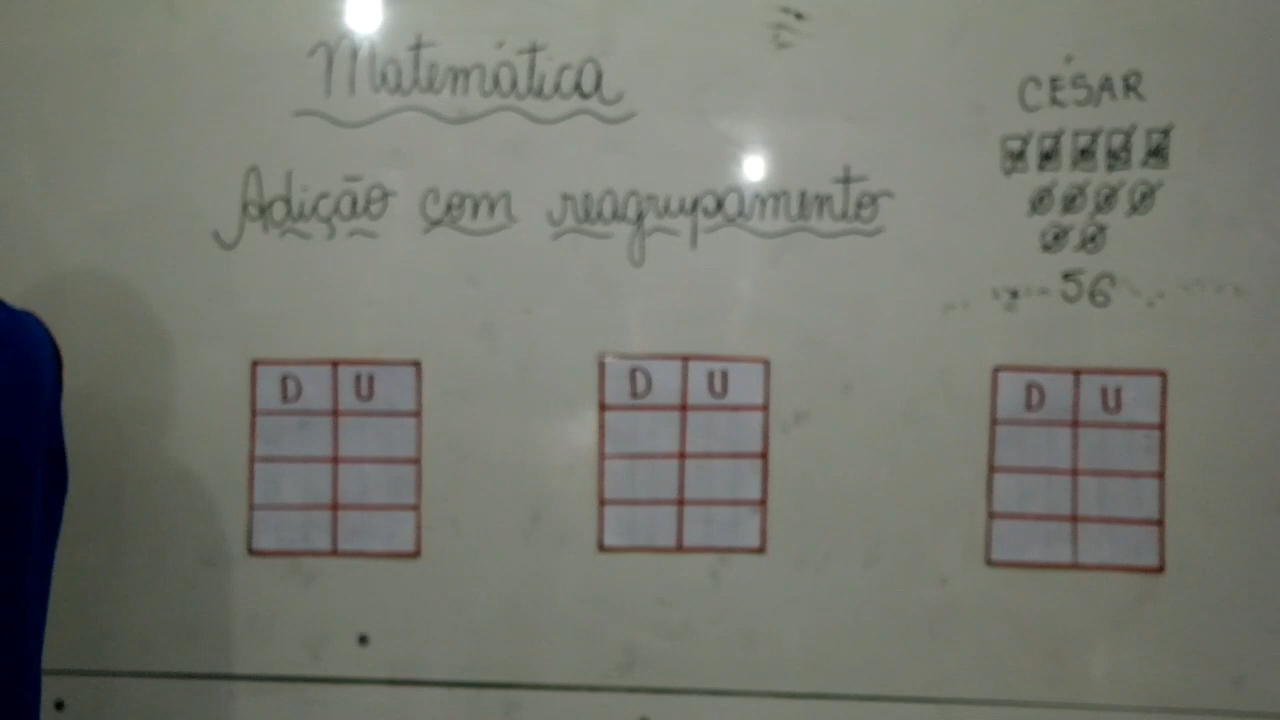 Matemática
Adição com reagrupamento
CÉSAR
56
D U
D U
D U